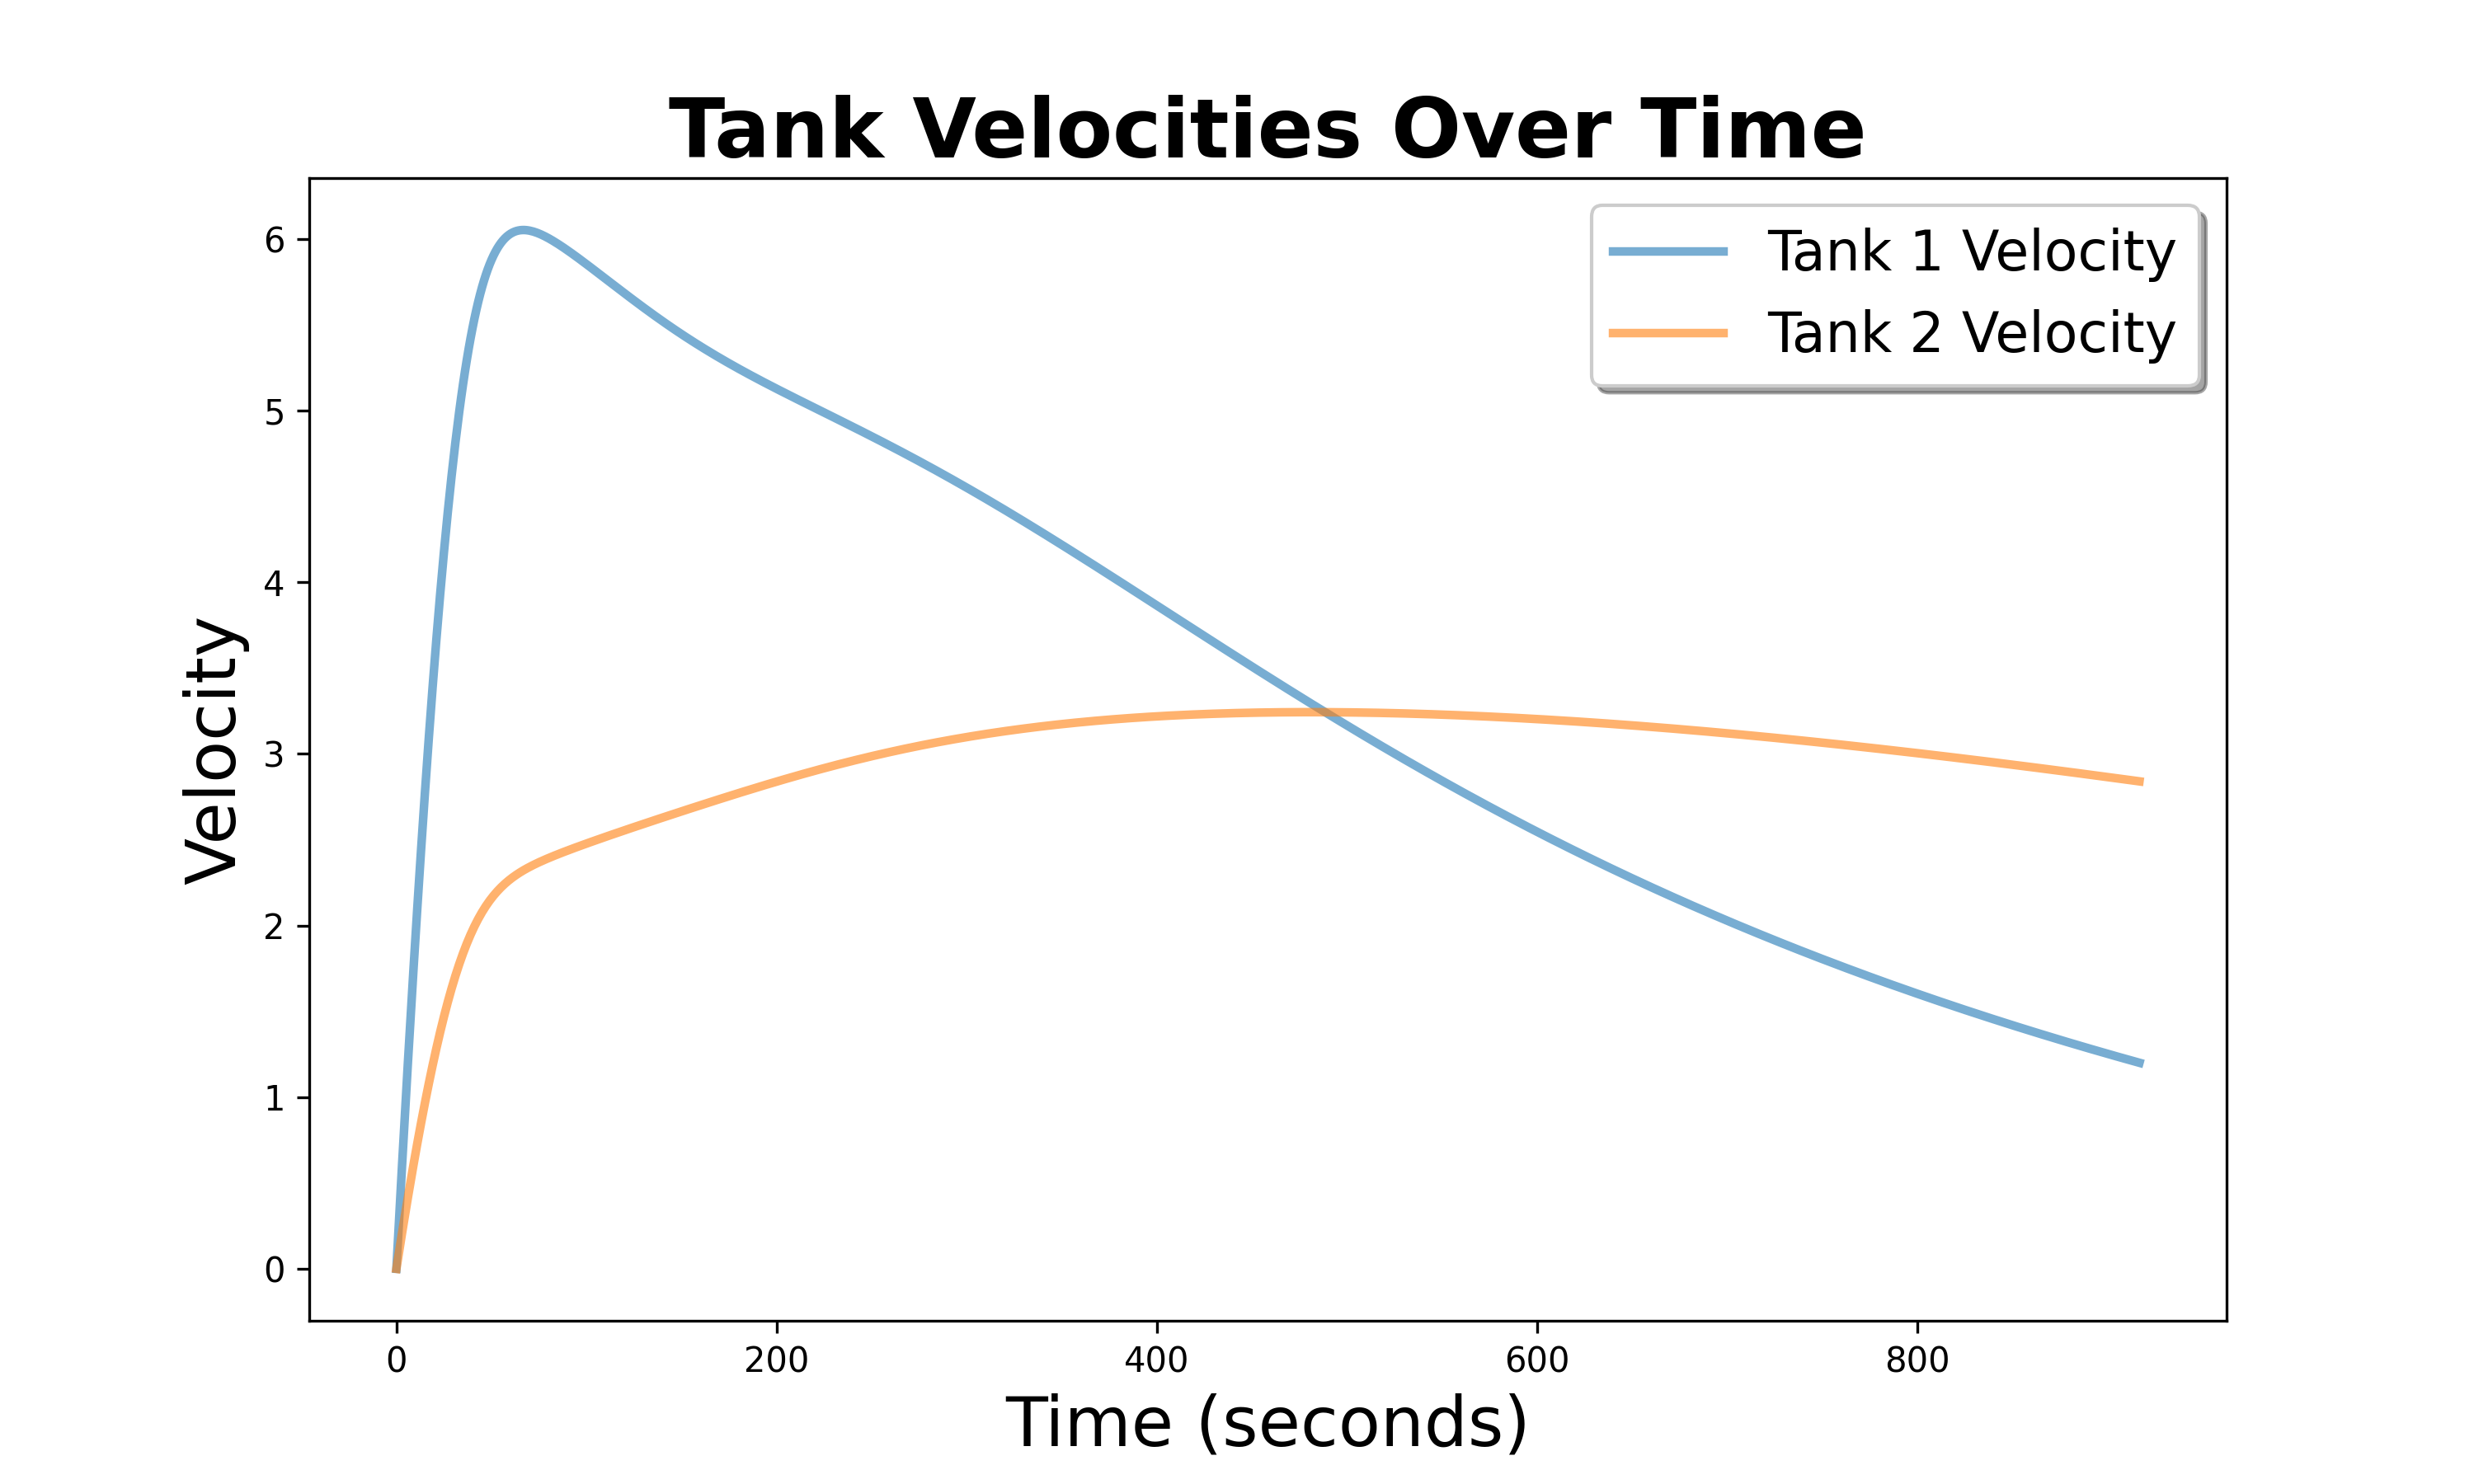 Tank Velocities Over Time
Tank 1 Velocity
Tank 2 Velocity
Velocity
6
5
4
3
2
1
0
0 200 400 600 800
Time (seconds)